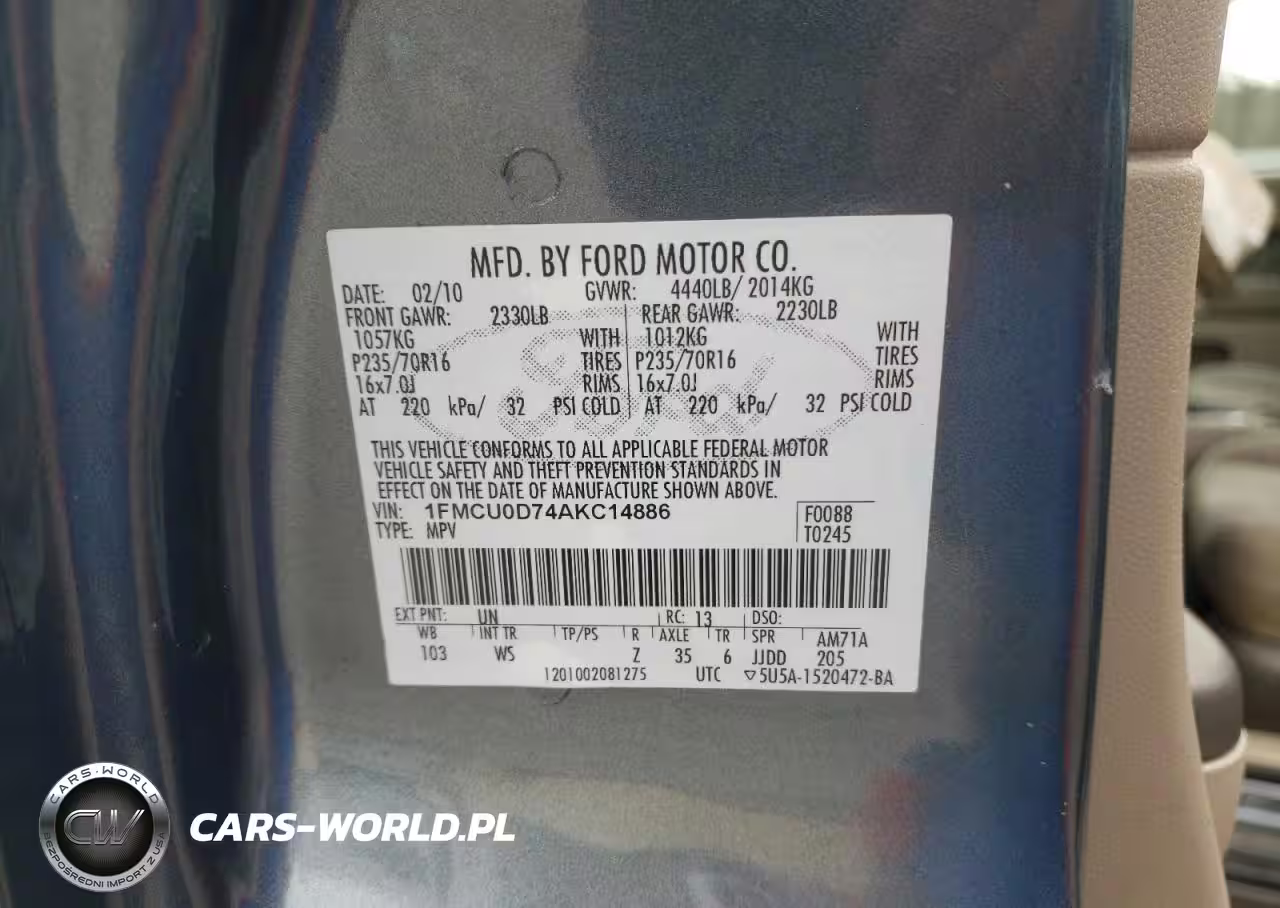 MFD. BY FORD MOTOR CO.
DATE: 02/10 GVWR: 4440LB/ 2014KG
FRONT GAWR: 2330LB REAR GAWR: 2230LB
1057KG WITH 1012KG WITH
P235/70R16 TIRES P235/70R16 TIRES
16x7.0J RIMS 16x7.0J RIMS
AT 220 kPa/ 32 PSI COLD AT 220 kPa/ 32 PSI COLD
THIS VEHICLE CONFORMS TO ALL APPLICABLE FEDERAL MOTOR
VEHICLE SAFETY AND THEFT PREVENTION STANDARDS IN
EFFECT ON THE DATE OF MANUFACTURE SHOWN ABOVE.
VIN: 1FMCU0D74AKC14886 F0088
TYPE: MPV T0245
EXT PNT: UN RC: 13 DSO:
WB INT TR TP/PS R AXLE TR SPR AM71A
103 WS Z 35 6 JJDD 205
1201002081275 UTC ▽5U5A-1520472-BA
CARS-WORLD
CW
BEZPOŚREDNI IMPORT Z USA
CARS-WORLD.PL